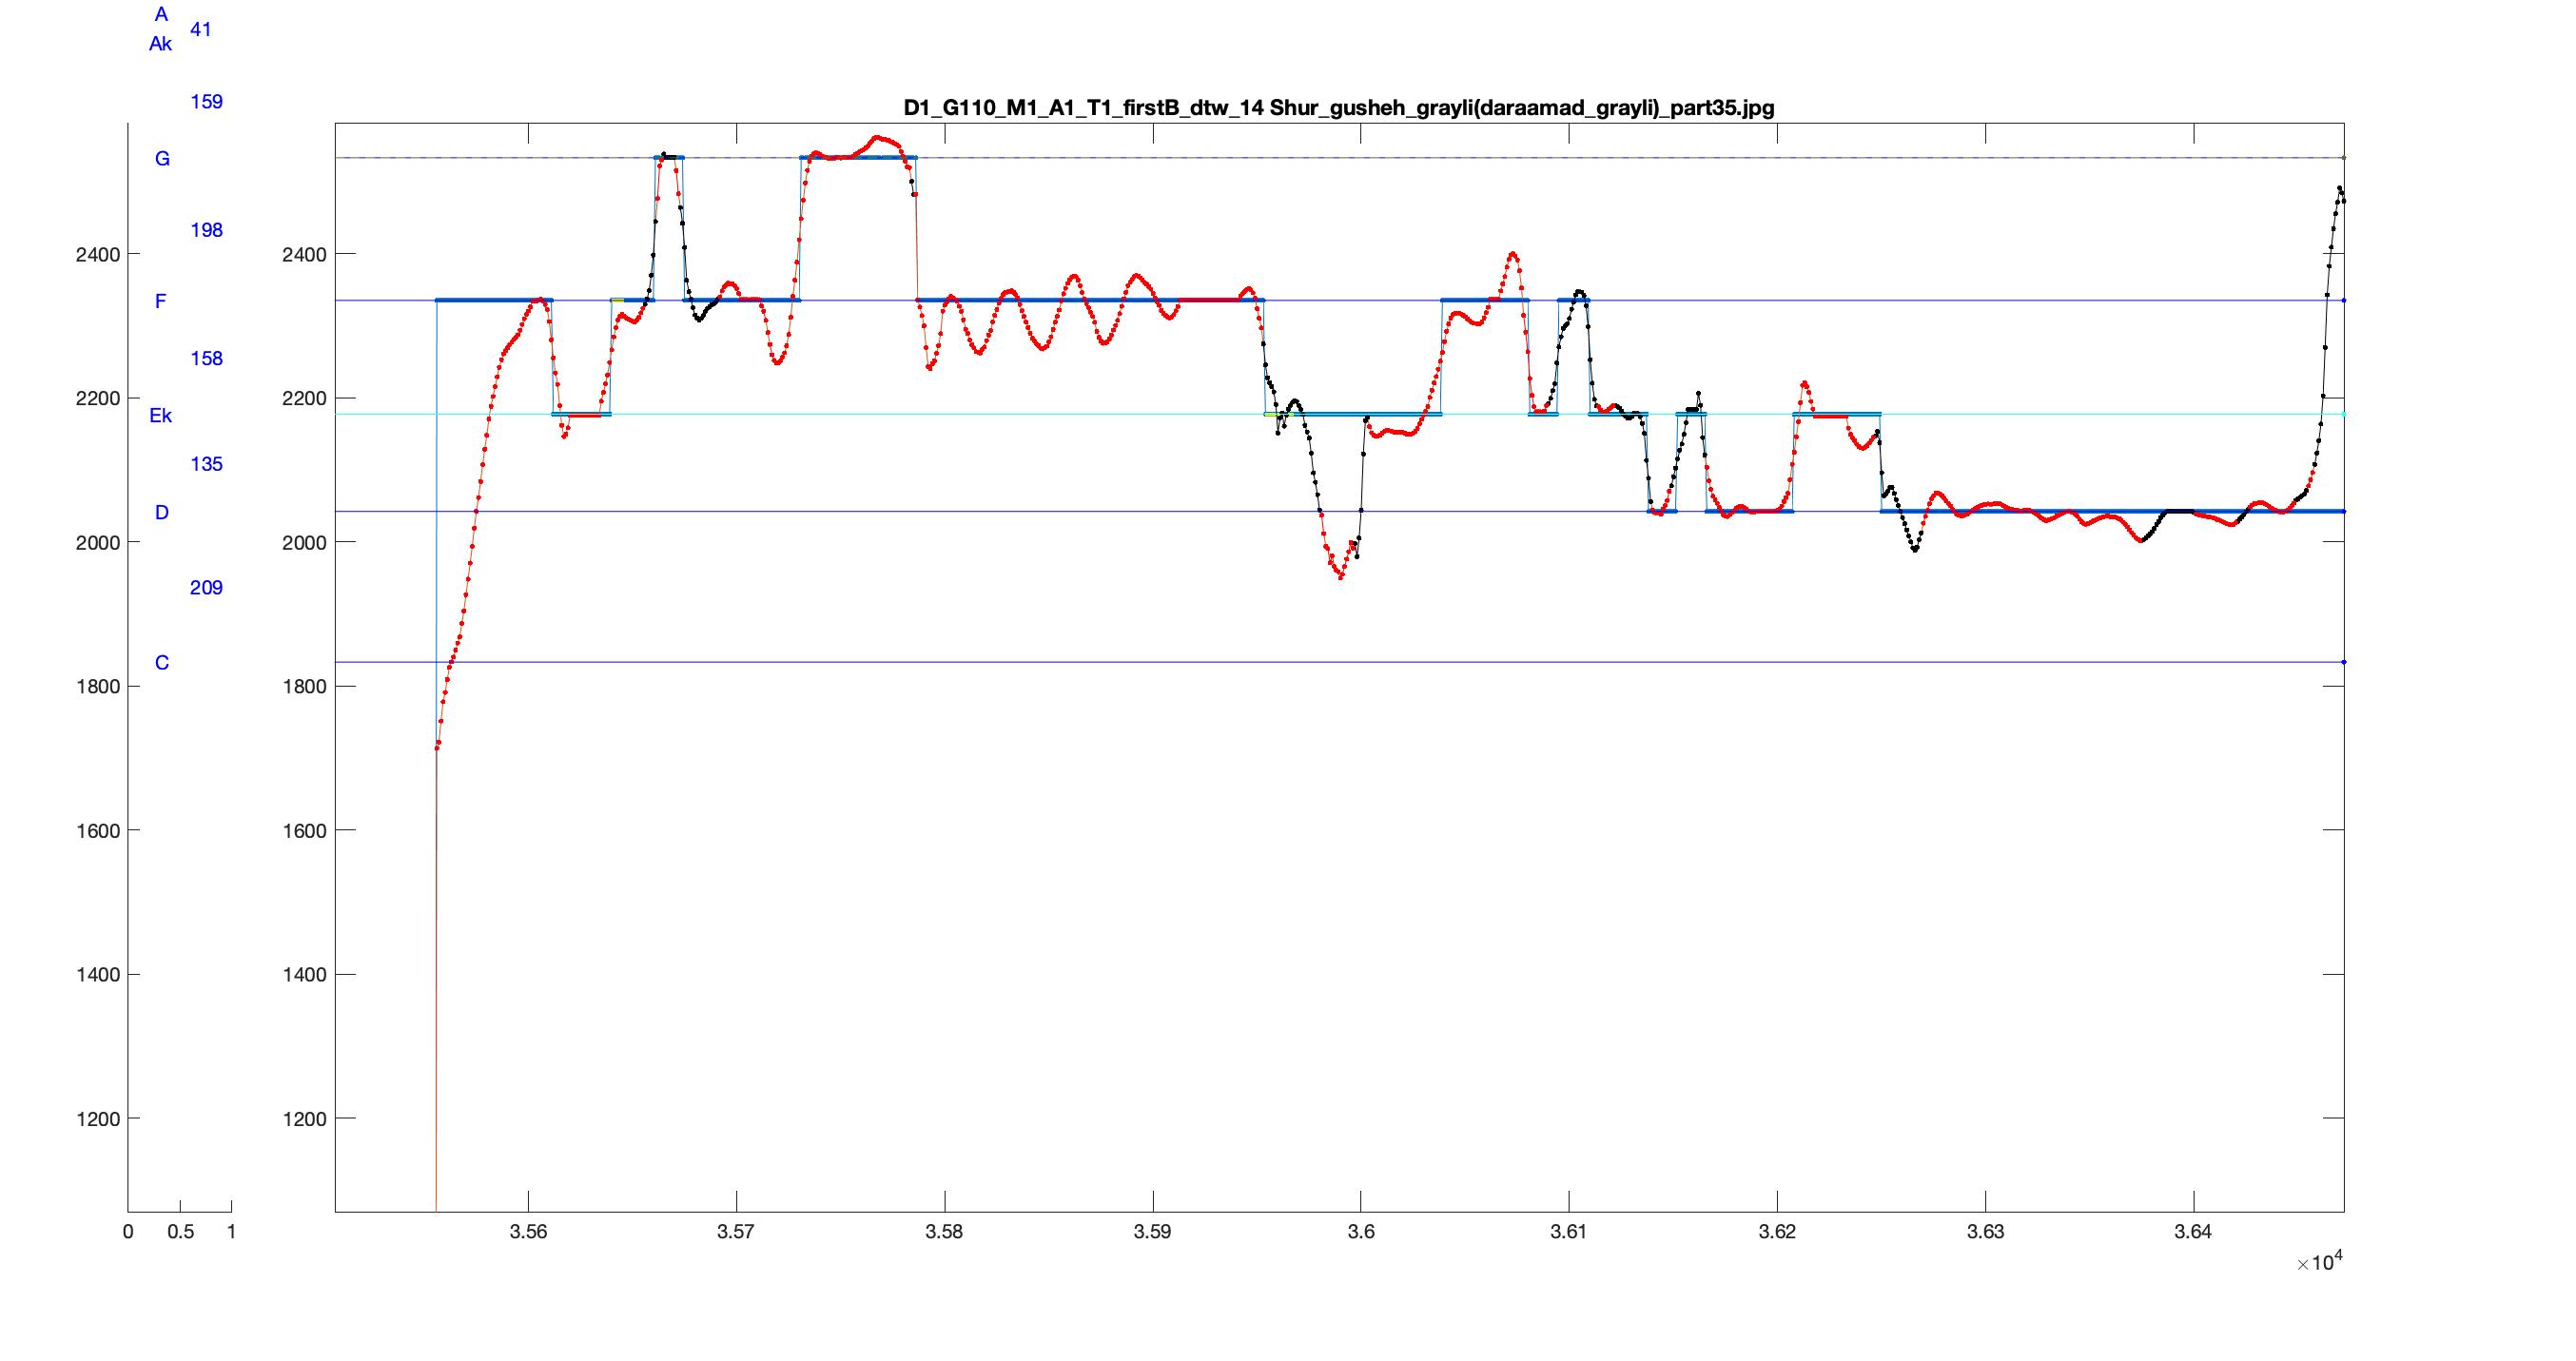 A
41
Ak
159
D1_G110_M1_A1_T1_firstB_dtw_14 Shur_gusheh_grayli(daraamad_grayli)_part35.jpg
G
198
2400 2400
F
158
2200 2200
Ek
135
D
2000 2000
209
C
1800 1800
1600 1600
1400 1400
1200 1200
0 0.5 1 3.56 3.57 3.58 3.59 3.6 3.61 3.62 3.63 3.64
×10⁴